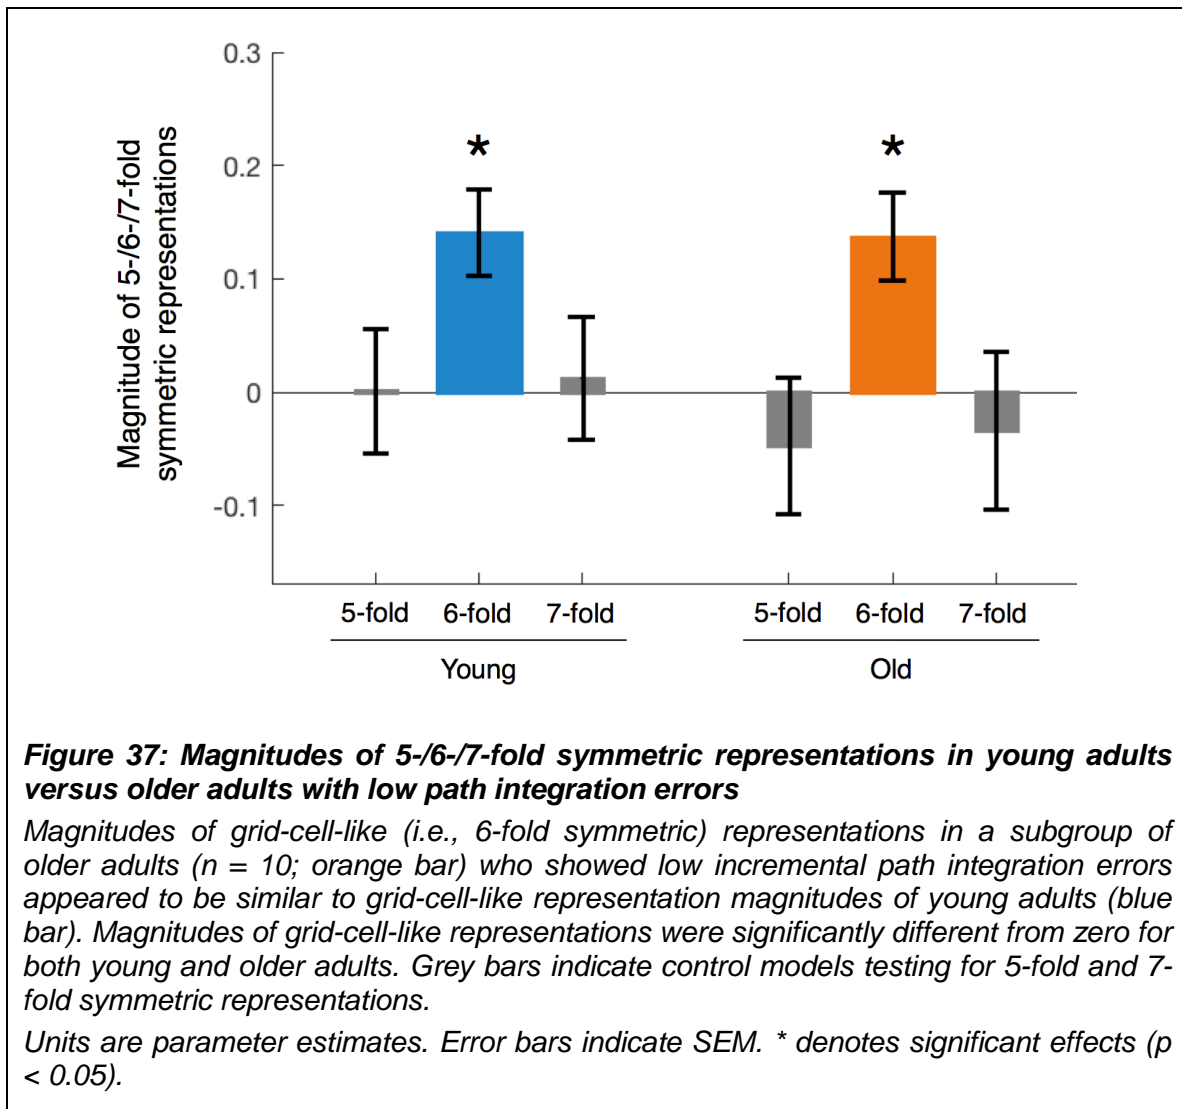 0.3
0.2
0.1
0
-0.1
Magnitude of 5-/6-/7-fold
symmetric representations
*
*
5-fold 6-fold 7-fold
5-fold 6-fold 7-fold
Young
Old
Figure 37: Magnitudes of 5-/6-/7-fold symmetric representations in young adults
versus older adults with low path integration errors
Magnitudes of grid-cell-like (i.e., 6-fold symmetric) representations in a subgroup of
older adults (n = 10; orange bar) who showed low incremental path integration errors
appeared to be similar to grid-cell-like representation magnitudes of young adults (blue
bar). Magnitudes of grid-cell-like representations were significantly different from zero for
both young and older adults. Grey bars indicate control models testing for 5-fold and 7-
fold symmetric representations.
Units are parameter estimates. Error bars indicate SEM. * denotes significant effects (p
< 0.05).